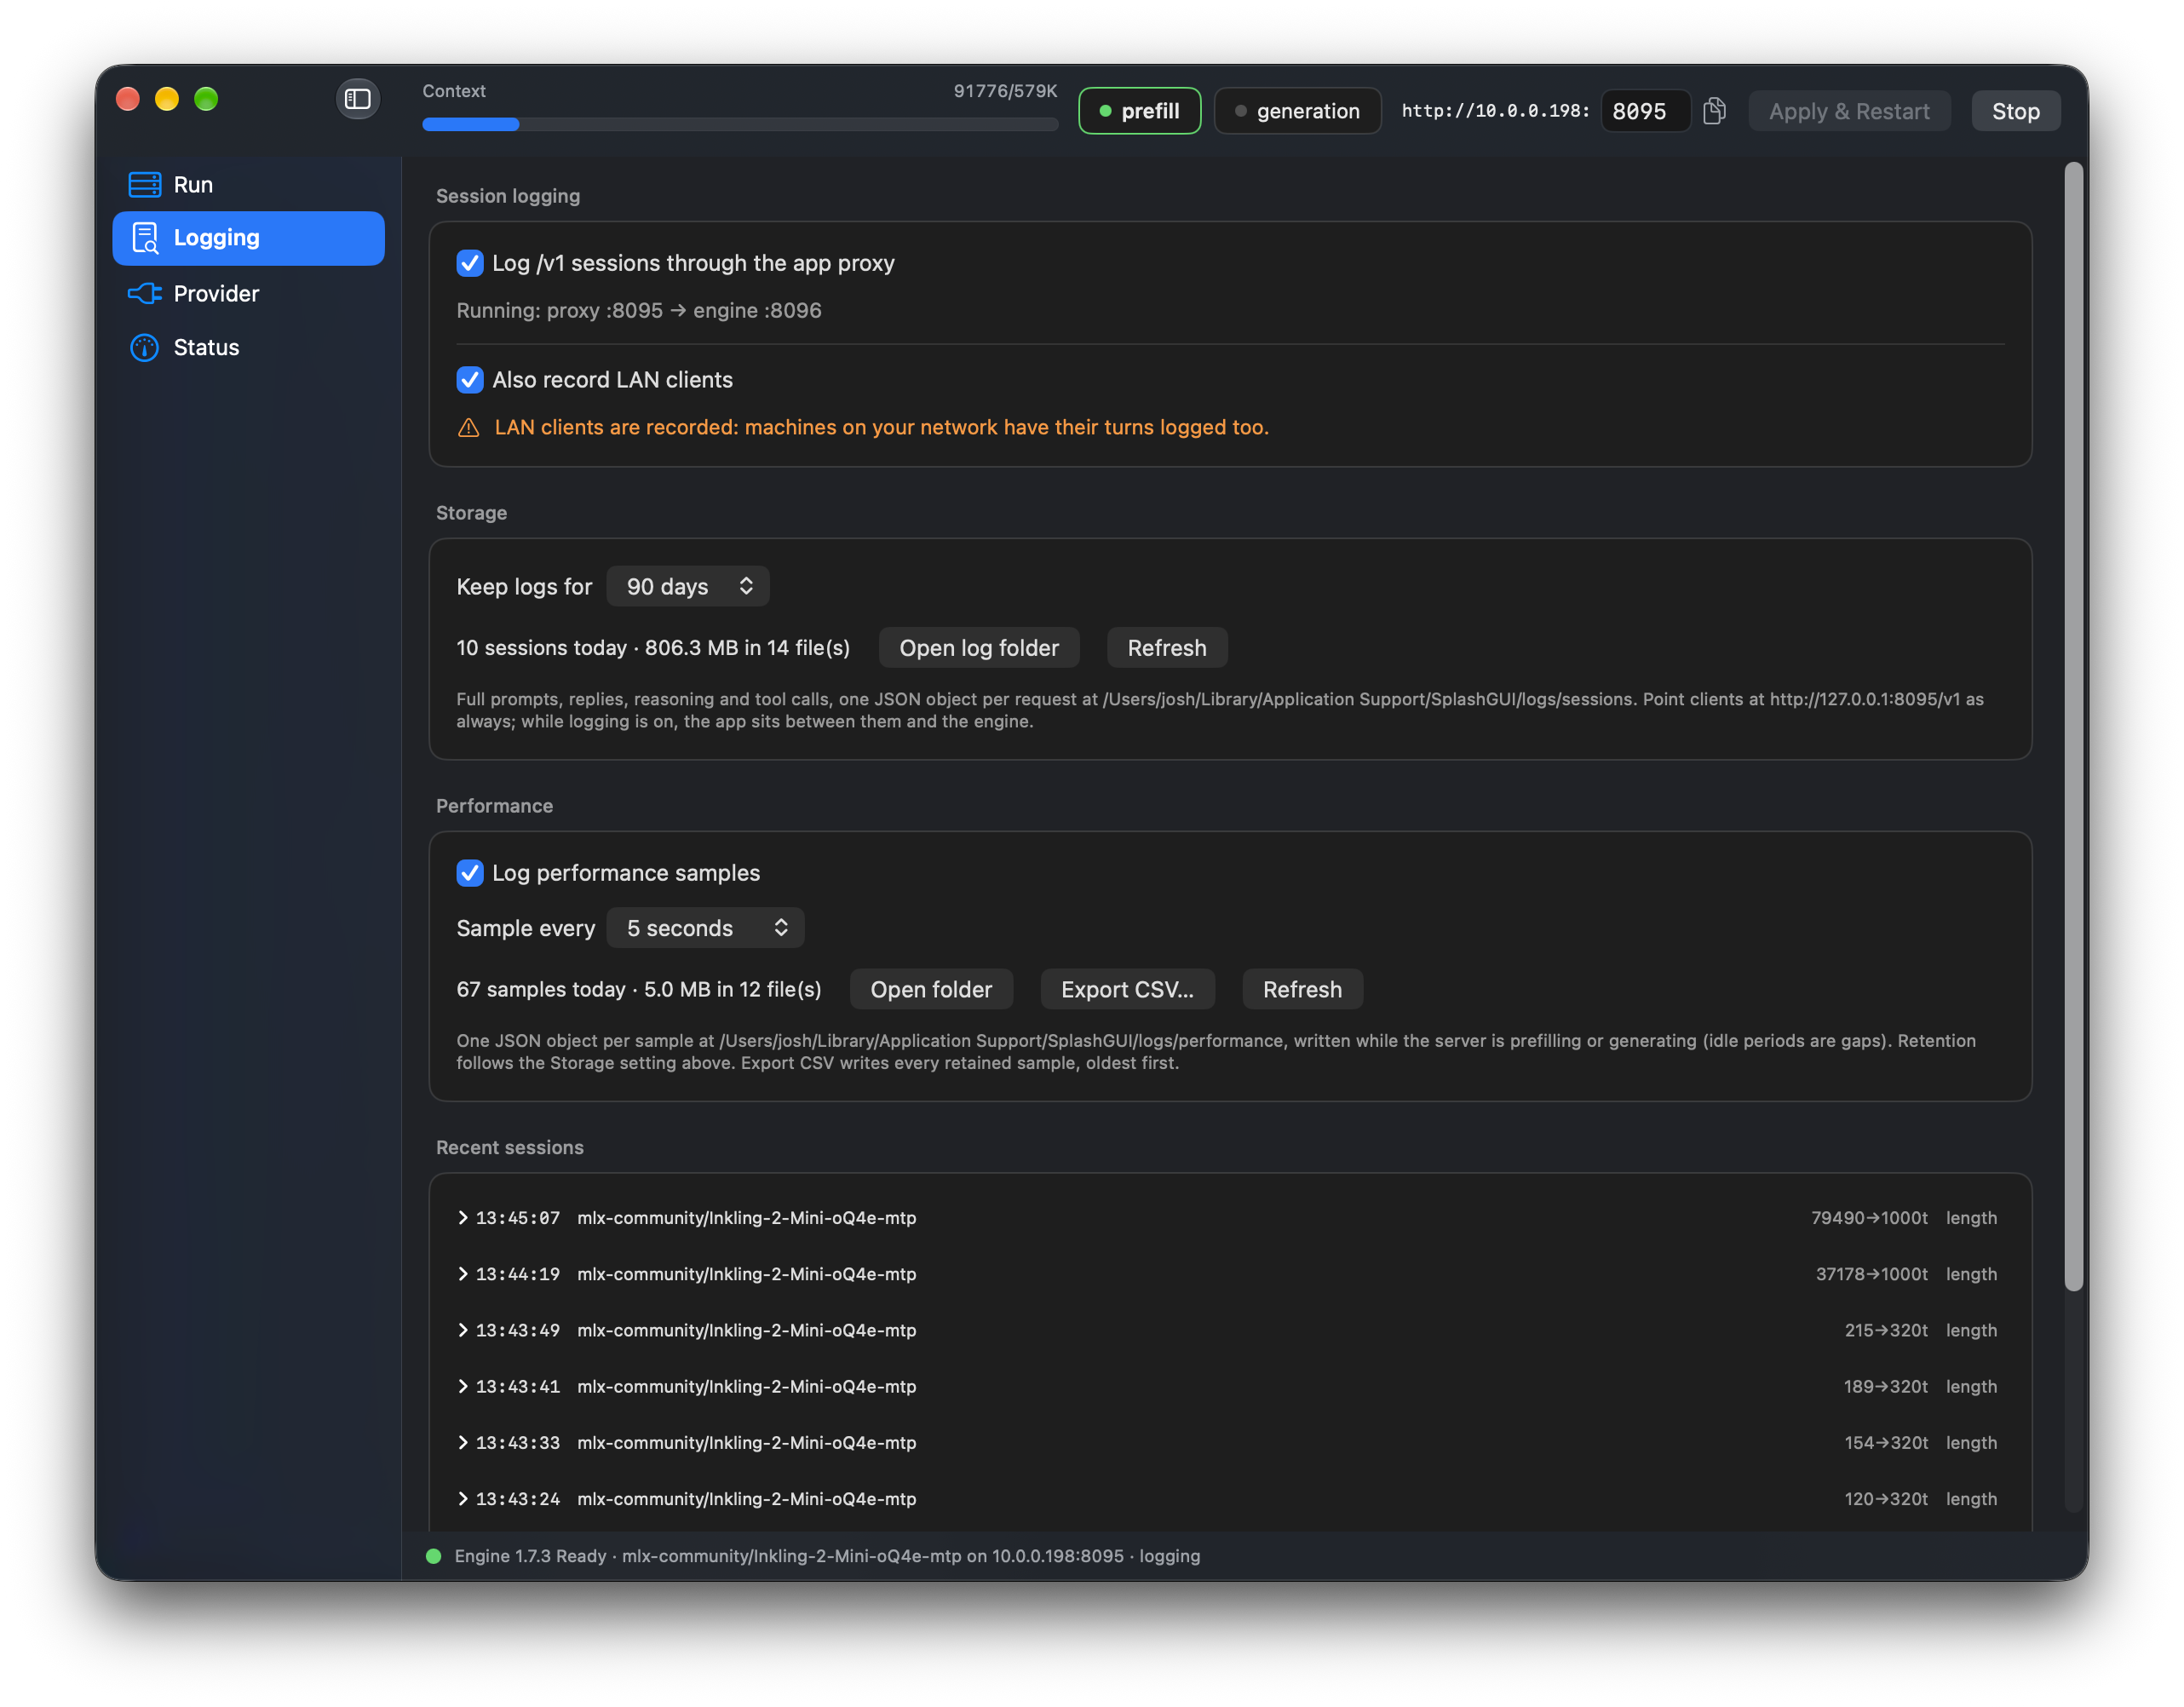 Context 91776/579K
prefill
generation
http://10.0.0.198: 8095
Apply & Restart
Stop
Run
Logging
Provider
Status
Session logging
Log /v1 sessions through the app proxy
Running: proxy :8095 → engine :8096
Also record LAN clients
LAN clients are recorded: machines on your network have their turns logged too.
Storage
Keep logs for 90 days
10 sessions today · 806.3 MB in 14 file(s) Open log folder Refresh
Full prompts, replies, reasoning and tool calls, one JSON object per request at /Users/josh/Library/Application Support/SplashGUI/logs/sessions. Point clients at http://127.0.0.1:8095/v1 as
always; while logging is on, the app sits between them and the engine.
Performance
Log performance samples
Sample every 5 seconds
67 samples today · 5.0 MB in 12 file(s) Open folder Export CSV... Refresh
One JSON object per sample at /Users/josh/Library/Application Support/SplashGUI/logs/performance, written while the server is prefilling or generating (idle periods are gaps). Retention
follows the Storage setting above. Export CSV writes every retained sample, oldest first.
Recent sessions
13:45:07 mlx-community/Inkling-2-Mini-oQ4e-mtp 79490→1000t length
13:44:19 mlx-community/Inkling-2-Mini-oQ4e-mtp 37178→1000t length
13:43:49 mlx-community/Inkling-2-Mini-oQ4e-mtp 215→320t length
13:43:41 mlx-community/Inkling-2-Mini-oQ4e-mtp 189→320t length
13:43:33 mlx-community/Inkling-2-Mini-oQ4e-mtp 154→320t length
13:43:24 mlx-community/Inkling-2-Mini-oQ4e-mtp 120→320t length
Engine 1.7.3 Ready · mlx-community/Inkling-2-Mini-oQ4e-mtp on 10.0.0.198:8095 · logging